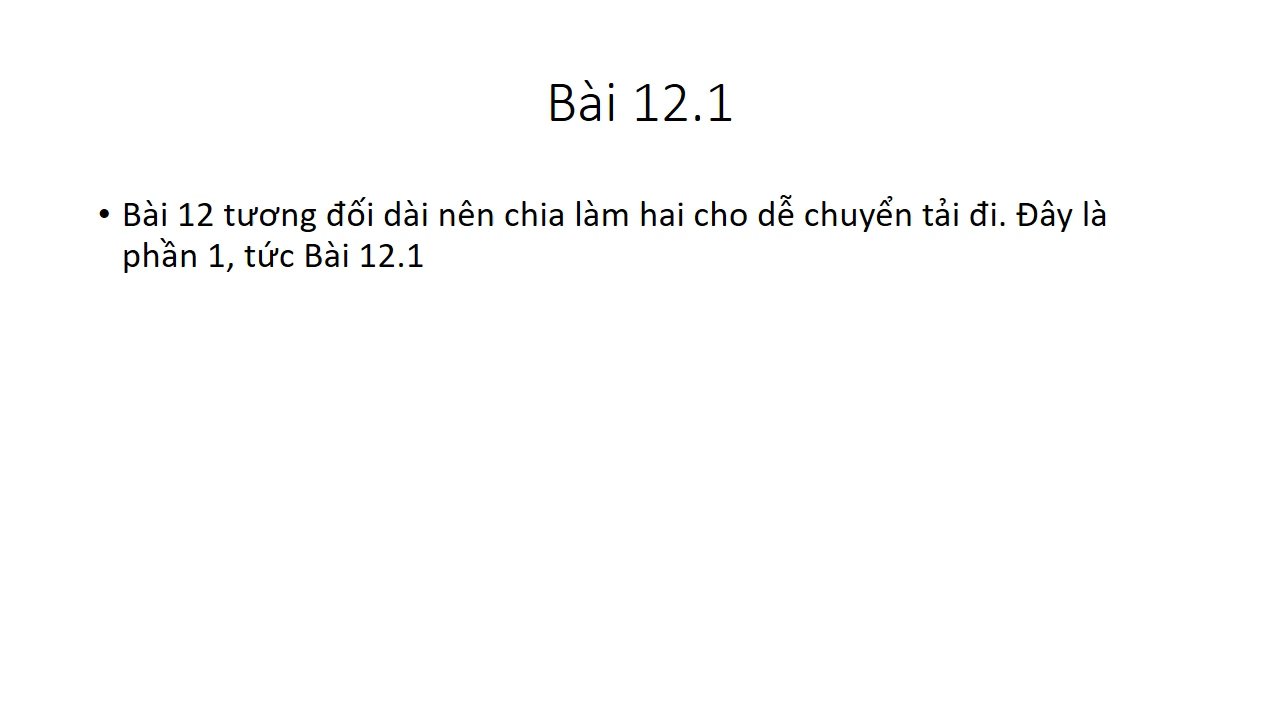 Bài 12.1
• Bài 12 tương đối dài nên chia làm hai cho dễ chuyển tải đi. Đây là
phần 1, tức Bài 12.1